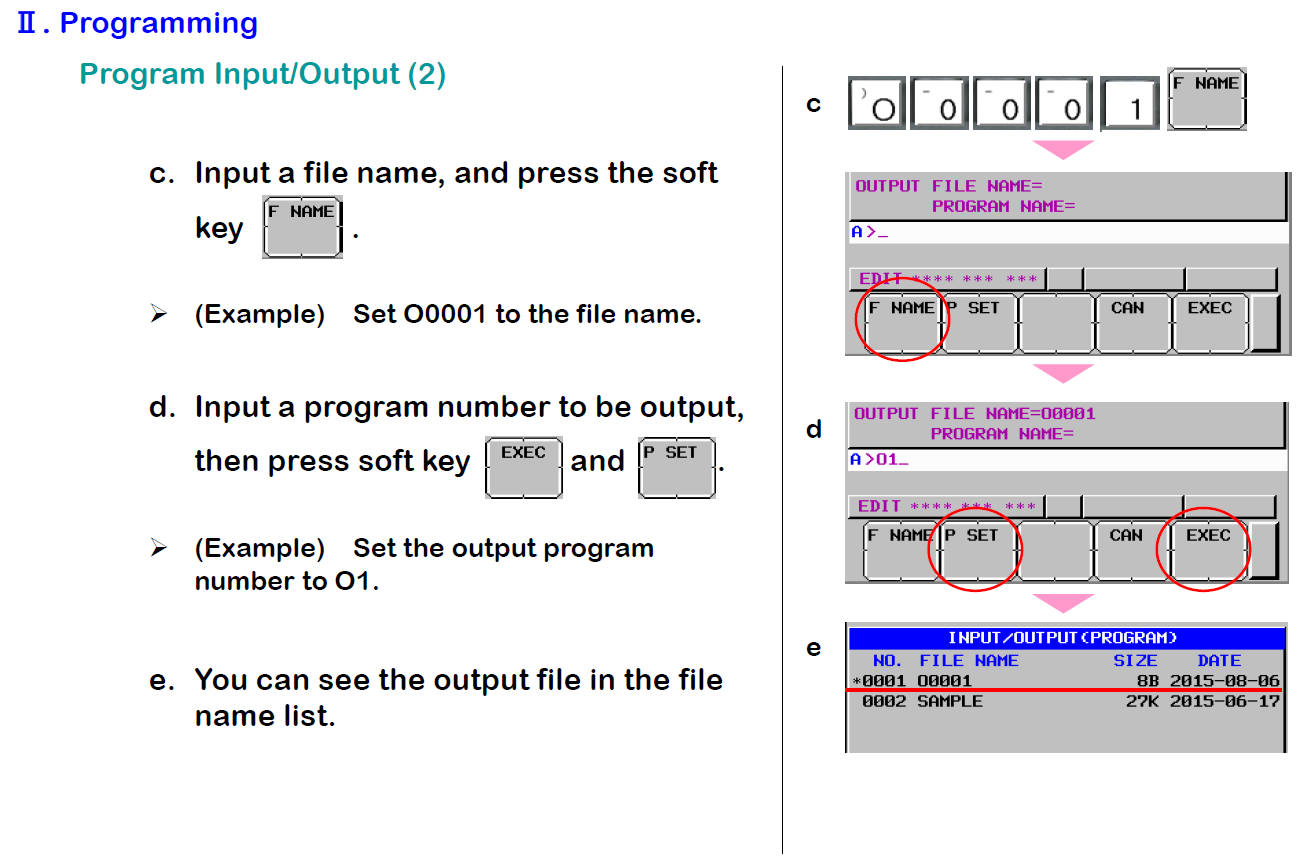 Ⅱ. Programming
Program Input/Output (2)
c. Input a file name, and press the soft
key F NAME .
➢ (Example) Set O0001 to the file name.
d. Input a program number to be output,
then press soft key EXEC and P SET .
➢ (Example) Set the output program
number to O1.
e. You can see the output file in the file
name list.
c ) O - 0 - 0 - 0 1 F NAME
OUTPUT FILE NAME=
PROGRAM NAME=
A>_
EDIT **** *** ***
F NAME P SET CAN EXEC
d
OUTPUT FILE NAME=O0001
PROGRAM NAME=
A>O1_
EDIT **** *** ***
F NAME P SET CAN EXEC
e
INPUT/OUTPUT(PROGRAM)
NO. FILE NAME SIZE DATE
*0001 O0001 8B 2015-08-06
0002 SAMPLE 27K 2015-06-17